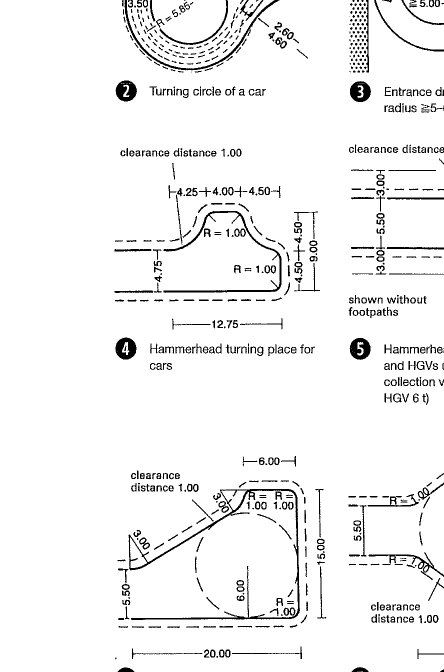 3.50
R=5.85
2.60
4.60
2 Turning circle of a car
3 Entrance dr
radius ≧5–
≧ 5.00
clearance distance 1.00
4.25 4.00 4.50
R = 1.00
R = 1.00
4.75
4.50
4.50
9.00
12.75
4 Hammerhead turning place for
cars
clearance distance
3.00
5.50
3.00
shown without
footpaths
5 Hammerhe
and HGVs u
collection v
HGV 6 t)
6.00
clearance
distance 1.00
3.00
3.00
R =
1.00
R =
1.00
5.50
6.00
R =
1.00
15.00
20.00
R = 1.00
5.50
R = 1.00
clearance
distance 1.00